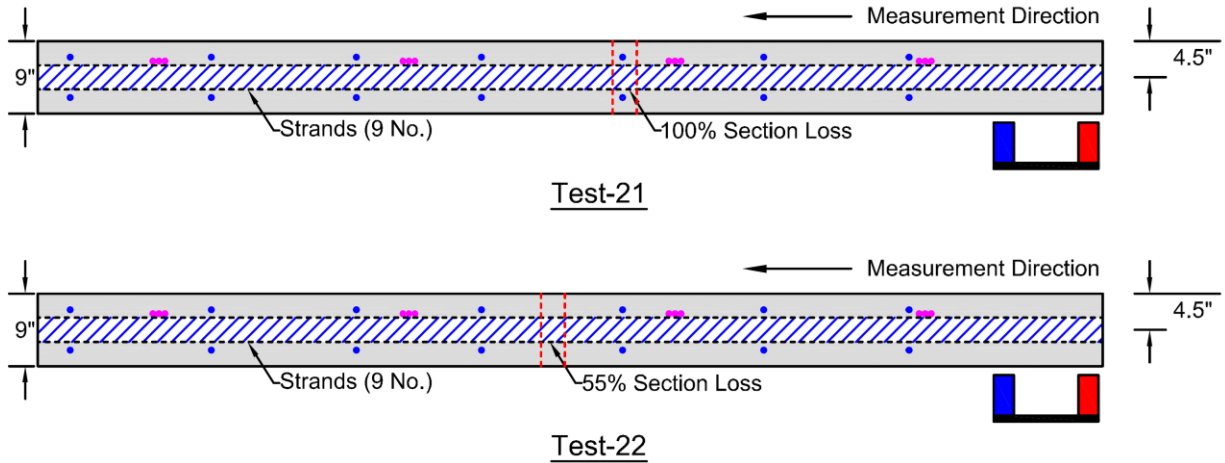 Measurement Direction
9"
4.5"
Strands (9 No.)
100% Section Loss
Test-21
Measurement Direction
9"
4.5"
Strands (9 No.)
55% Section Loss
Test-22